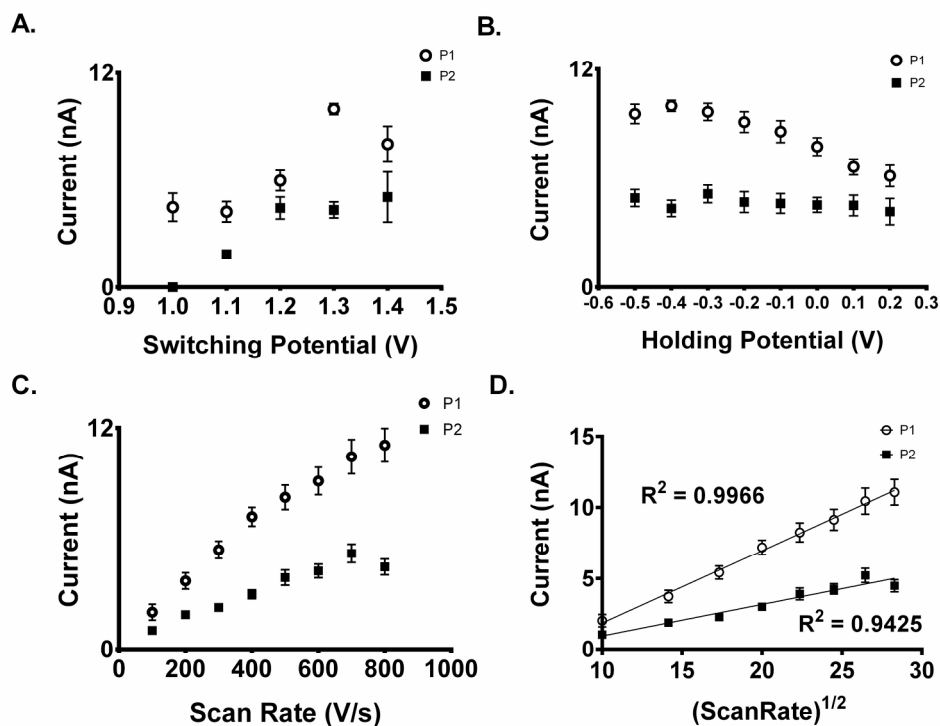 A.
P1
P2
12
0
Current (nA)
0.9 1.0 1.1 1.2 1.3 1.4 1.5
Switching Potential (V)
B.
P1
P2
12
0
Current (nA)
-0.6 -0.5 -0.4 -0.3 -0.2 -0.1 0.0 0.1 0.2 0.3
Holding Potential (V)
C.
P1
P2
12
0
Current (nA)
0 200 400 600 800 1000
Scan Rate (V/s)
D.
P1
P2
15
10
5
0
Current (nA)
R² = 0.9966
R² = 0.9425
10 15 20 25 30
(ScanRate)¹/²